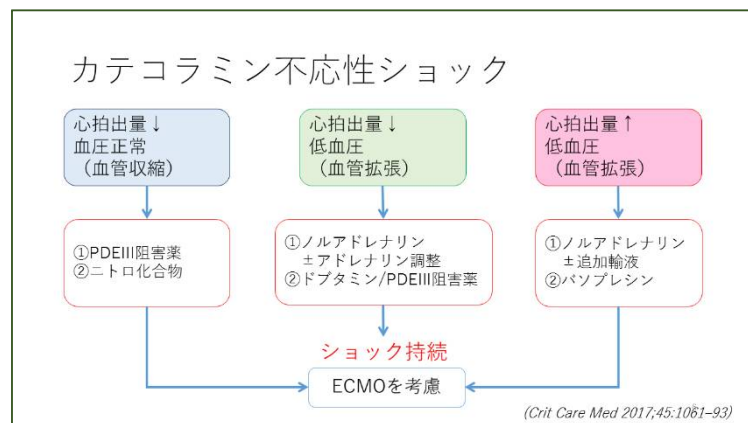 カテコラミン不応性ショック
心拍出量↓
血圧正常
（血管収縮）
心拍出量↓
低血圧
（血管拡張）
心拍出量↑
低血圧
（血管拡張）
①PDEIII阻害薬
②ニトロ化合物
①ノルアドレナリン
±アドレナリン調整
②ドブタミン/PDEIII阻害薬
①ノルアドレナリン
±追加輸液
②バソプレシン
ショック持続
ECMOを考慮
(Crit Care Med 2017;45:1061–93)